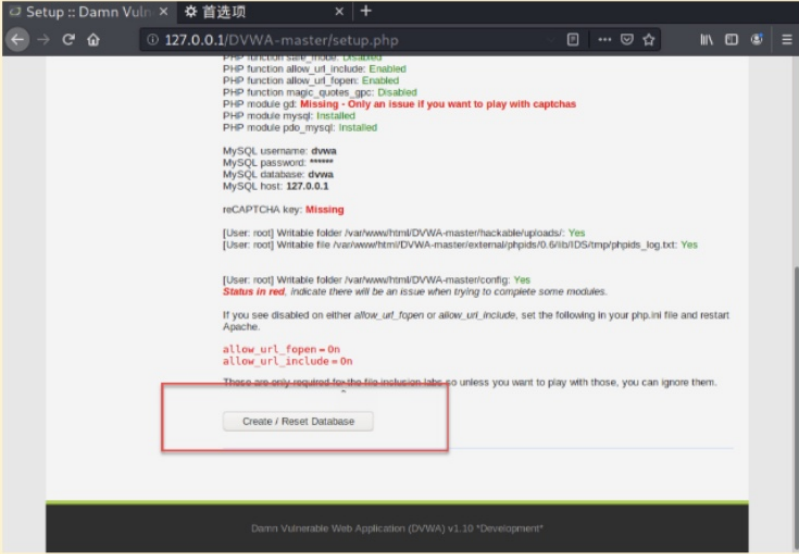 Setup :: Damn Vuln
首选项
127.0.0.1/DVWA-master/setup.php
PHP function safe_mode: Disabled
PHP function allow_url_include: Enabled
PHP function allow_url_fopen: Enabled
PHP function magic_quotes_gpc: Disabled
PHP module gd: Missing - Only an issue if you want to play with captchas
PHP module mysql: Installed
PHP module pdo_mysql: Installed
MySQL username: dvwa
MySQL password: ******
MySQL database: dvwa
MySQL host: 127.0.0.1
reCAPTCHA key: Missing
[User: root] Writable folder /var/www/html/DVWA-master/hackable/uploads/: Yes
[User: root] Writable file /var/www/html/DVWA-master/external/phpids/0.6/lib/IDS/tmp/phpids_log.txt: Yes
[User: root] Writable folder /var/www/html/DVWA-master/config: Yes
Status in red, indicate there will be an issue when trying to complete some modules.
If you see disabled on either allow_url_fopen or allow_url_include, set the following in your php.ini file and restart
Apache.
allow_url_fopen = On
allow_url_include = On
These are only required for the file inclusion labs so unless you want to play with those, you can ignore them.
Create / Reset Database
Damn Vulnerable Web Application (DVWA) v1.10 *Development*